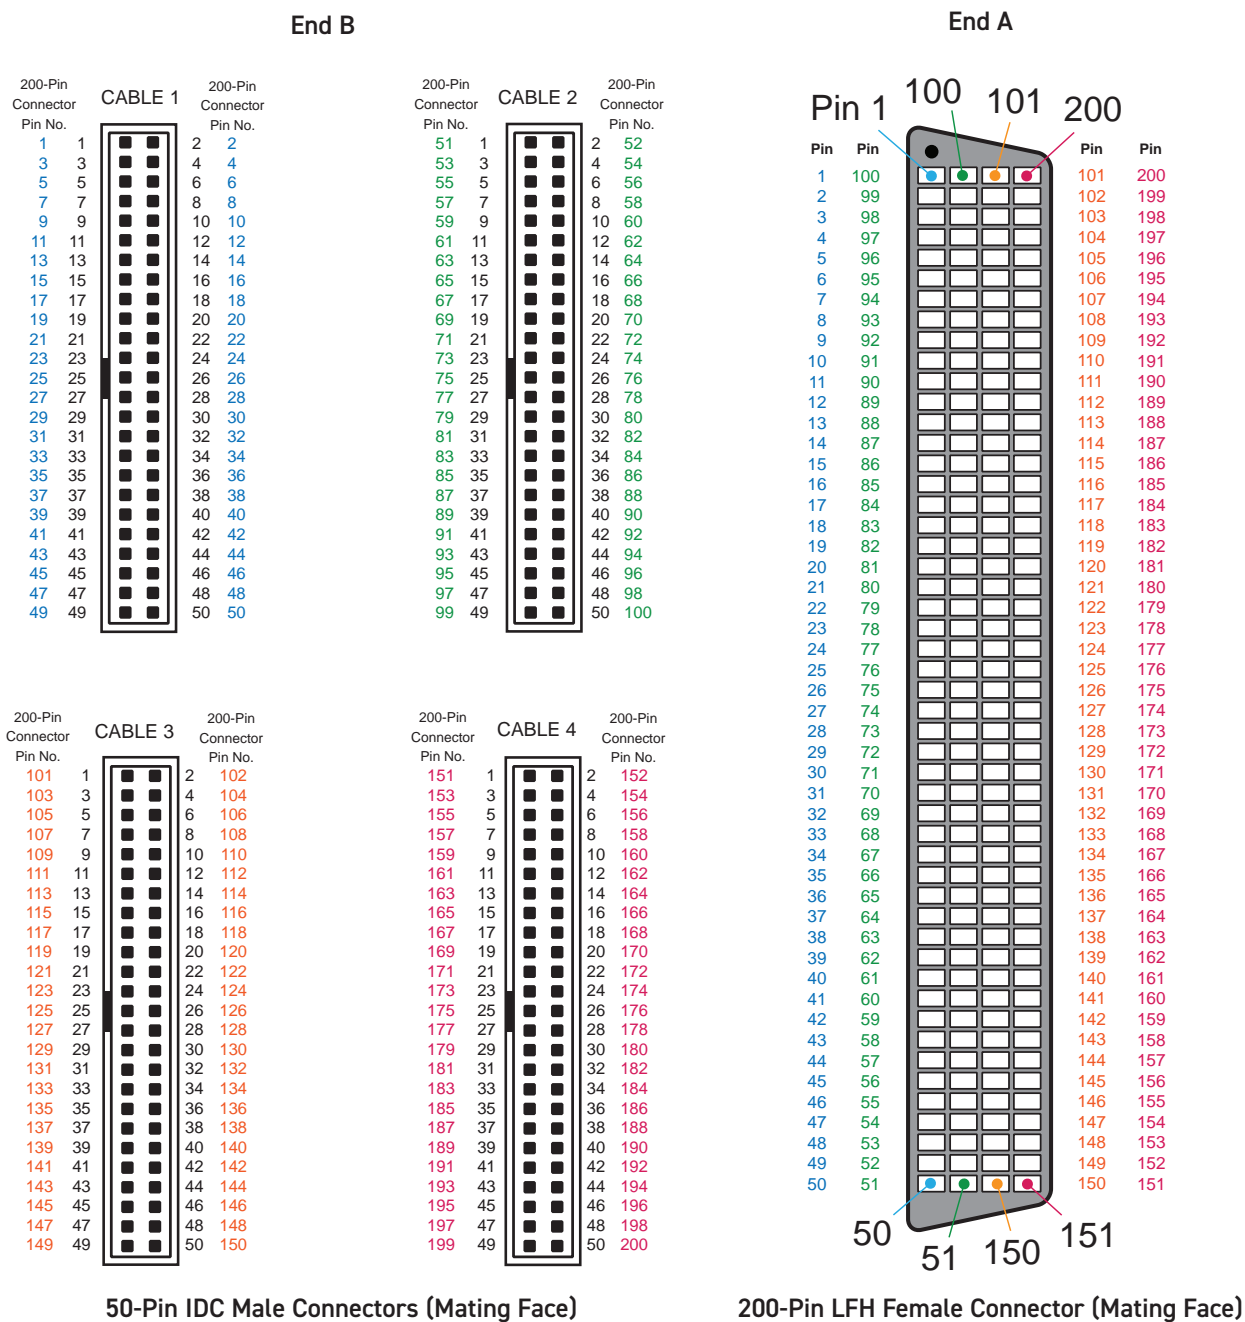 End B
End A
200-Pin Connector Pin No. CABLE 1 200-Pin Connector Pin No.
1 1 2 2
3 3 4 4
5 5 6 6
7 7 8 8
9 9 10 10
11 11 12 12
13 13 14 14
15 15 16 16
17 17 18 18
19 19 20 20
21 21 22 22
23 23 24 24
25 25 26 26
27 27 28 28
29 29 30 30
31 31 32 32
33 33 34 34
35 35 36 36
37 37 38 38
39 39 40 40
41 41 42 42
43 43 44 44
45 45 46 46
47 47 48 48
49 49 50 50
200-Pin Connector Pin No. CABLE 2 200-Pin Connector Pin No.
51 1 2 52
53 3 4 54
55 5 6 56
57 7 8 58
59 9 10 60
61 11 12 62
63 13 14 64
65 15 16 66
67 17 18 68
69 19 20 70
71 21 22 72
73 23 24 74
75 25 26 76
77 27 28 78
79 29 30 80
81 31 32 82
83 33 34 84
85 35 36 86
87 37 38 88
89 39 40 90
91 41 42 92
93 43 44 94
95 45 46 96
97 47 48 98
99 49 50 100
200-Pin Connector Pin No. CABLE 3 200-Pin Connector Pin No.
101 1 2 102
103 3 4 104
105 5 6 106
107 7 8 108
109 9 10 110
111 11 12 112
113 13 14 114
115 15 16 116
117 17 18 118
119 19 20 120
121 21 22 122
123 23 24 124
125 25 26 126
127 27 28 128
129 29 30 130
131 31 32 132
133 33 34 134
135 35 36 136
137 37 38 138
139 39 40 140
141 41 42 142
143 43 44 144
145 45 46 146
147 47 48 148
149 49 50 150
200-Pin Connector Pin No. CABLE 4 200-Pin Connector Pin No.
151 1 2 152
153 3 4 154
155 5 6 156
157 7 8 158
159 9 10 160
161 11 12 162
163 13 14 164
165 15 16 166
167 17 18 168
169 19 20 170
171 21 22 172
173 23 24 174
175 25 26 176
177 27 28 178
179 29 30 180
181 31 32 182
183 33 34 184
185 35 36 186
187 37 38 188
189 39 40 190
191 41 42 192
193 43 44 194
195 45 46 196
197 47 48 198
199 49 50 200
50-Pin IDC Male Connectors (Mating Face)
Pin 1 100 101 200
Pin Pin Pin Pin
1 100 101 200
2 99 102 199
3 98 103 198
4 97 104 197
5 96 105 196
6 95 106 195
7 94 107 194
8 93 108 193
9 92 109 192
10 91 110 191
11 90 111 190
12 89 112 189
13 88 113 188
14 87 114 187
15 86 115 186
16 85 116 185
17 84 117 184
18 83 118 183
19 82 119 182
20 81 120 181
21 80 121 180
22 79 122 179
23 78 123 178
24 77 124 177
25 76 125 176
26 75 126 175
27 74 127 174
28 73 128 173
29 72 129 172
30 71 130 171
31 70 131 170
32 69 132 169
33 68 133 168
34 67 134 167
35 66 135 166
36 65 136 165
37 64 137 164
38 63 138 163
39 62 139 162
40 61 140 161
41 60 141 160
42 59 142 159
43 58 143 158
44 57 144 157
45 56 145 156
46 55 146 155
47 54 147 154
48 53 148 153
49 52 149 152
50 51 150 151
50 51 150 151
200-Pin LFH Female Connector (Mating Face)